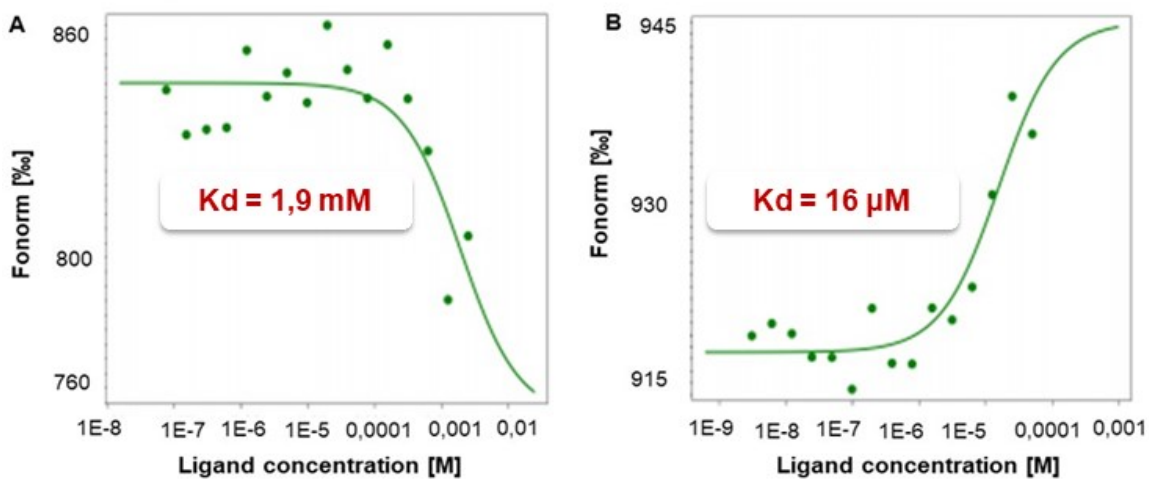 A
860
800
760
Fonorm [‰]
Kd = 1,9 mM
1E-8 1E-7 1E-6 1E-5 0,0001 0,001 0,01
Ligand concentration [M]
B
945
930
915
Fonorm [‰]
Kd = 16 µM
1E-9 1E-8 1E-7 1E-6 1E-5 0,0001 0,001
Ligand concentration [M]